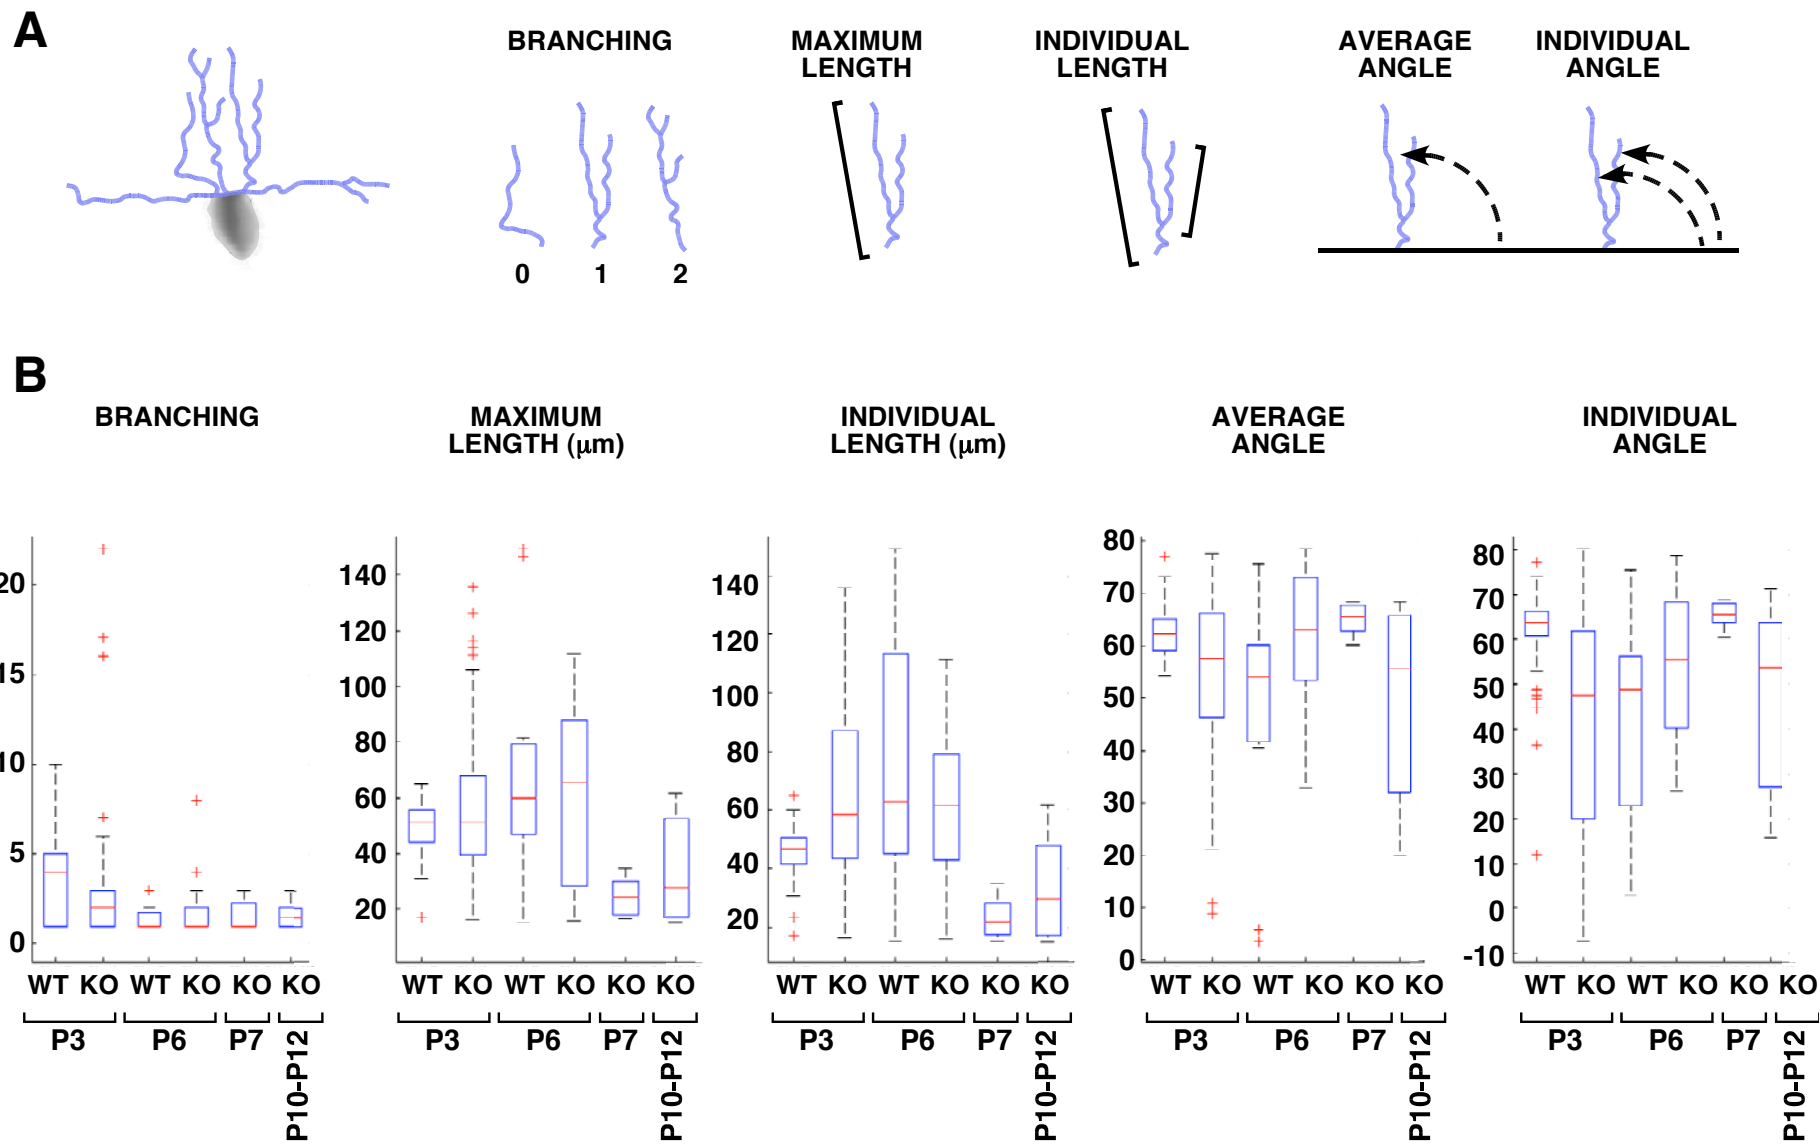 A
BRANCHING
MAXIMUM
LENGTH
INDIVIDUAL
LENGTH
AVERAGE
ANGLE
INDIVIDUAL
ANGLE
0 1 2
B
BRANCHING
20
15
10
5
0
WT KO WT KO KO KO
P3 P6 P7 P10-P12
MAXIMUM
LENGTH (μm)
140
120
100
80
60
40
20
WT KO WT KO KO KO
P3 P6 P7 P10-P12
INDIVIDUAL
LENGTH (μm)
140
120
100
80
60
40
20
WT KO WT KO KO KO
P3 P6 P7 P10-P12
AVERAGE
ANGLE
80
70
60
50
40
30
20
10
0
WT KO WT KO KO KO
P3 P6 P7 P10-P12
INDIVIDUAL
ANGLE
80
70
60
50
40
30
20
10
0
-10
WT KO WT KO KO KO
P3 P6 P7 P10-P12